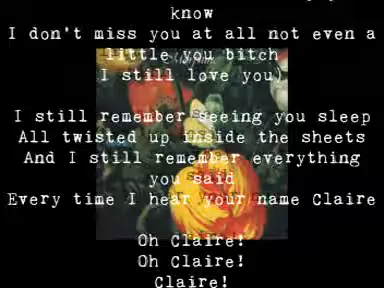 know
I don't miss you at all not even a
little you bitch
I still love you)
I still remember seeing you sleep
All twisted up inside the sheets
And I still remember everything
you said
Every time I hear your name Claire
Oh Claire!
Oh Claire!
Claire!